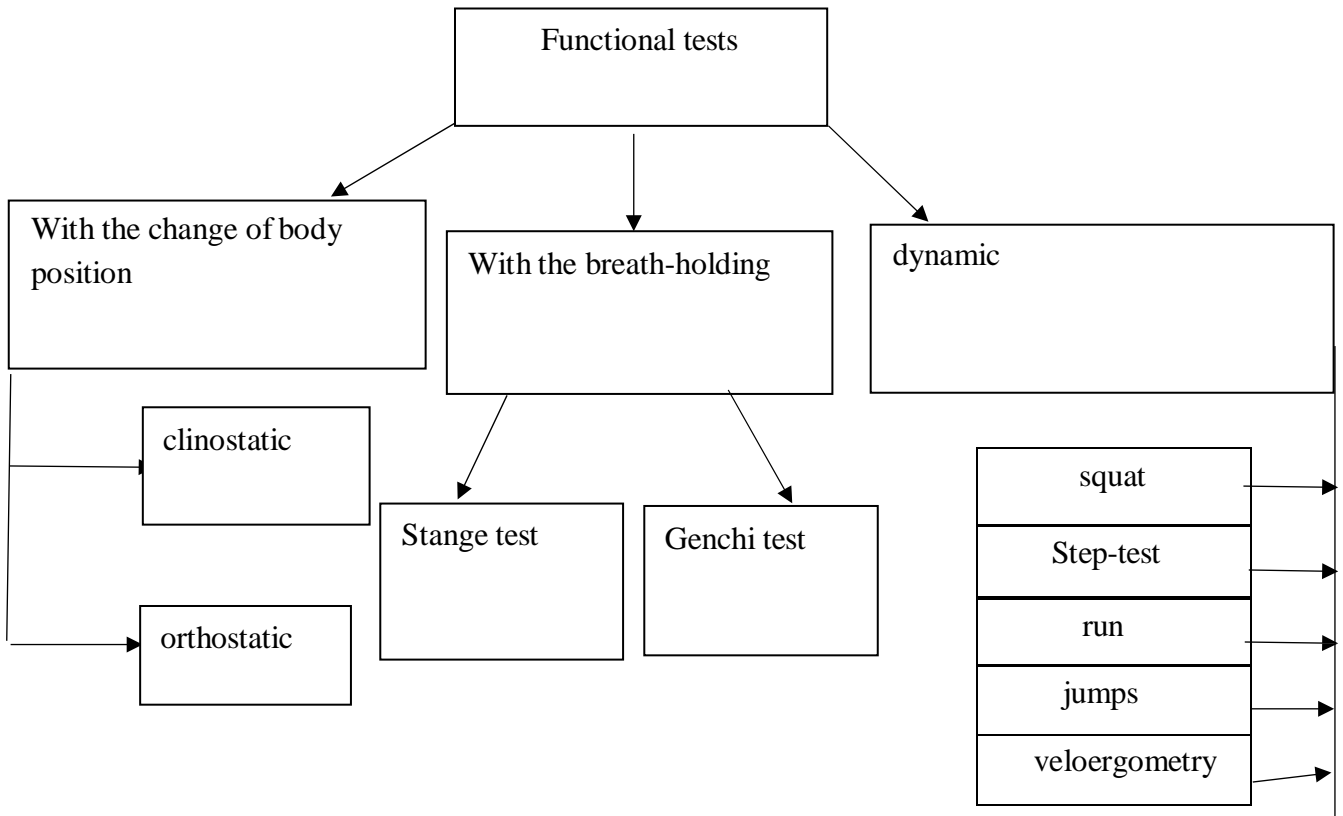 Functional tests
With the change of body
position
With the breath-holding
dynamic
clinostatic
orthostatic
Stange test
Genchi test
squat
Step-test
run
jumps
veloergometry